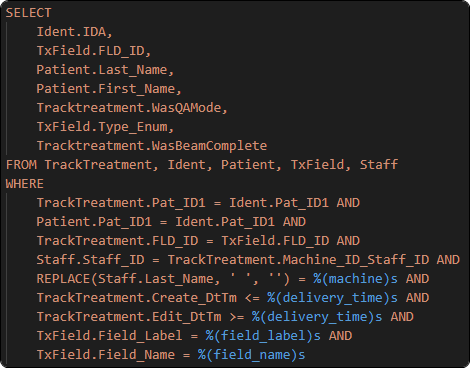 SELECT
Ident.IDA,
TxField.FLD_ID,
Patient.Last_Name,
Patient.First_Name,
Tracktreatment.WasQAMode,
TxField.Type_Enum,
Tracktreatment.WasBeamComplete
FROM TrackTreatment, Ident, Patient, TxField, Staff
WHERE
TrackTreatment.Pat_ID1 = Ident.Pat_ID1 AND
Patient.Pat_ID1 = Ident.Pat_ID1 AND
TrackTreatment.FLD_ID = TxField.FLD_ID AND
Staff.Staff_ID = TrackTreatment.Machine_ID_Staff_ID AND
REPLACE(Staff.Last_Name, ' ', '') = %(machine)s AND
TrackTreatment.Create_DtTm <= %(delivery_time)s AND
TrackTreatment.Edit_DtTm >= %(delivery_time)s AND
TxField.Field_Label = %(field_label)s AND
TxField.Field_Name = %(field_name)s